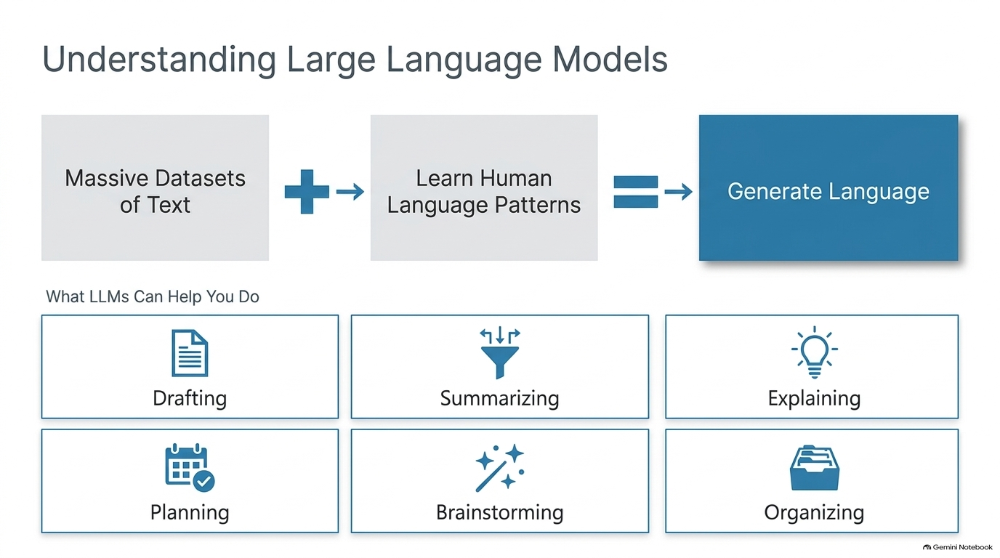 Understanding Large Language Models
Massive Datasets
of Text
Learn Human
Language Patterns
Generate Language
What LLMs Can Help You Do
Drafting
Summarizing
Explaining
Planning
Brainstorming
Organizing
Gemini Notebook